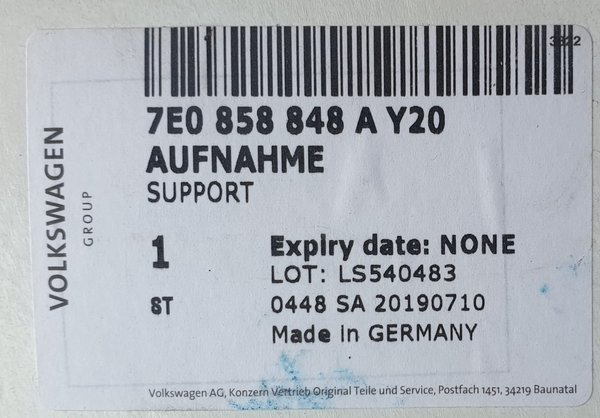 3822
7E0 858 848 A Y20
AUFNAHME
SUPPORT
VOLKSWAGEN
GROUP
1
ST
Expiry date: NONE
LOT: LS540483
0448 SA 20190710
Made in GERMANY
Volkswagen AG, Konzern Vertrieb Original Teile und Service, Postfach 1451, 34219 Baunatal